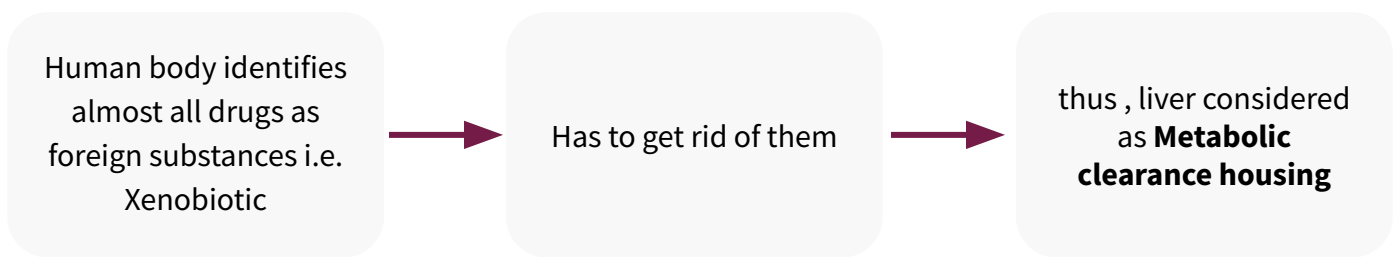 Human body identifies
almost all drugs as
foreign substances i.e.
Xenobiotic
Has to get rid of them
thus , liver considered
as Metabolic
clearance housing